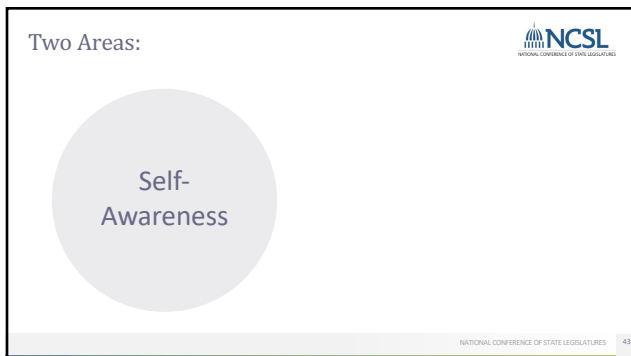 Two Areas:
NCSL
NATIONAL CONFERENCE OF STATE LEGISLATURES
Self-
Awareness
NATIONAL CONFERENCE OF STATE LEGISLATURES 43